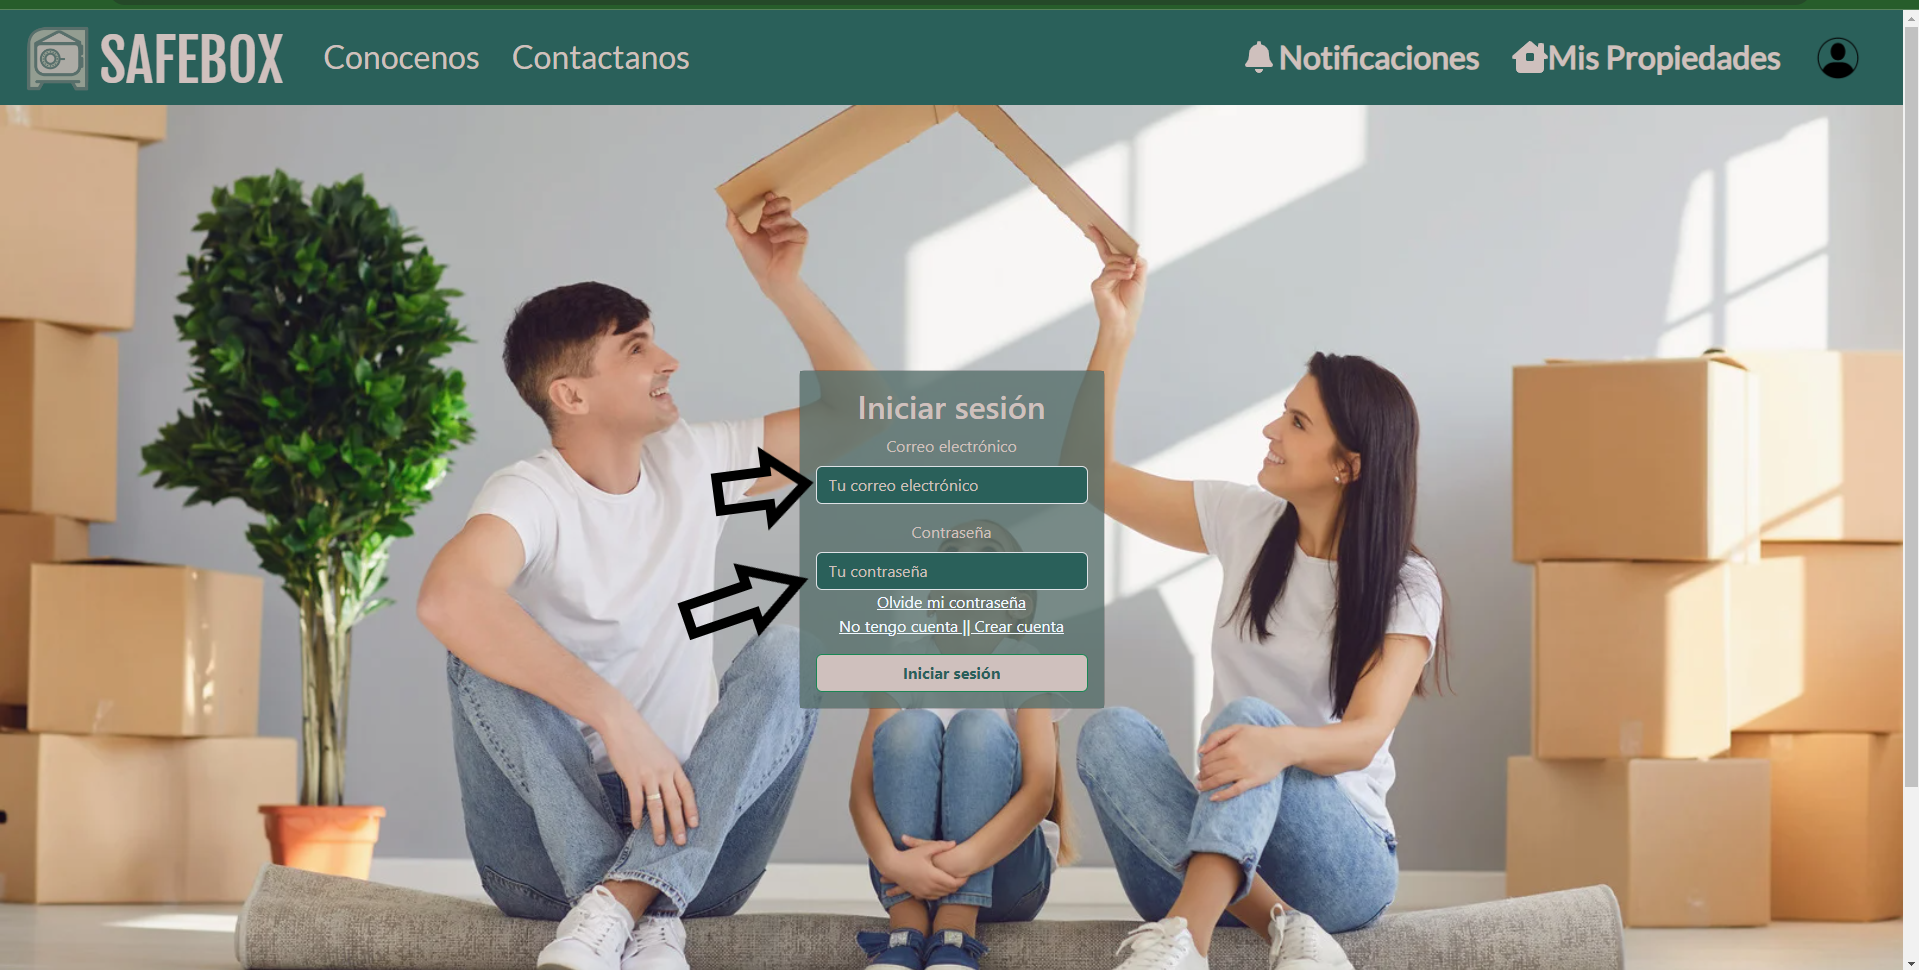 SAFEBOX Conocenos Contactanos Notificaciones Mis Propiedades
Iniciar sesión
Correo electrónico
Tu correo electrónico
Contraseña
Tu contraseña
Olvide mi contraseña
No tengo cuenta || Crear cuenta
Iniciar sesión